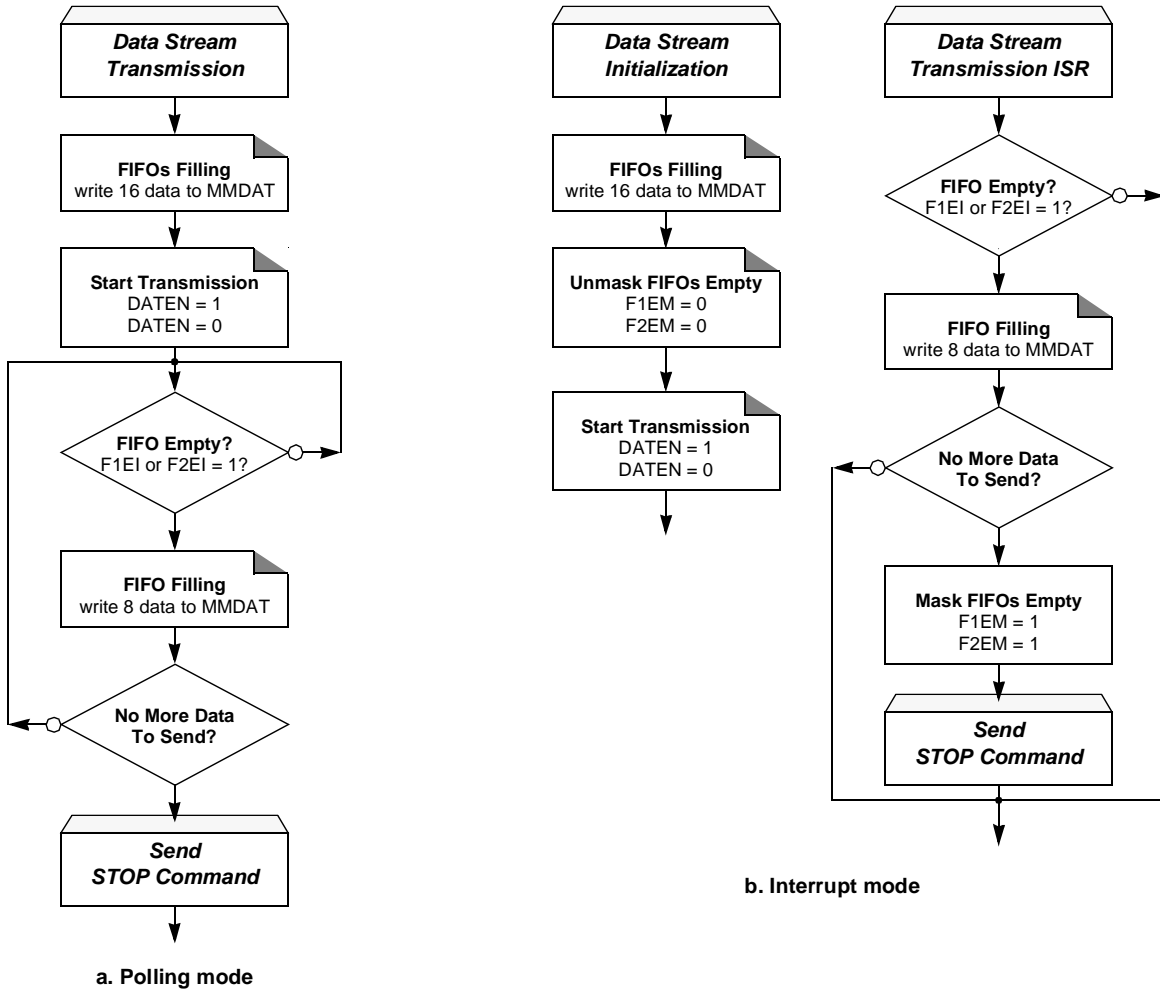 Data Stream
Transmission
FIFOs Filling
write 16 data to MMDAT
Start Transmission
DATEN = 1
DATEN = 0
FIFO Empty?
F1EI or F2EI = 1?
FIFO Filling
write 8 data to MMDAT
No More Data
To Send?
Send
STOP Command
a. Polling mode
Data Stream
Initialization
FIFOs Filling
write 16 data to MMDAT
Unmask FIFOs Empty
F1EM = 0
F2EM = 0
Start Transmission
DATEN = 1
DATEN = 0
Data Stream
Transmission ISR
FIFO Empty?
F1EI or F2EI = 1?
FIFO Filling
write 8 data to MMDAT
No More Data
To Send?
Mask FIFOs Empty
F1EM = 1
F2EM = 1
Send
STOP Command
b. Interrupt mode